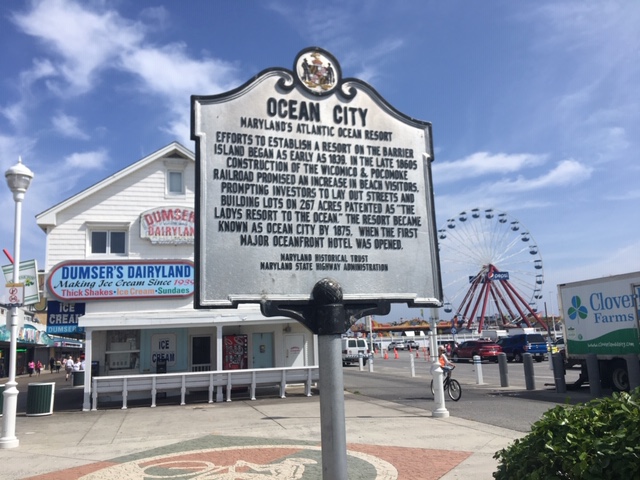 OCEAN CITY
MARYLAND'S ATLANTIC OCEAN RESORT
EFFORTS TO ESTABLISH A RESORT ON THE BARRIER
ISLAND BEGAN AS EARLY AS 1839. IN THE LATE 1860S
CONSTRUCTION OF THE WICOMICO & POCOMOKE
RAILROAD PROMISED AN INCREASE IN BEACH VISITORS,
PROMPTING INVESTORS TO LAY OUT STREETS AND
BUILDING LOTS ON 267 ACRES PATENTED AS "THE
LADYS RESORT TO THE OCEAN." THE RESORT BECAME
KNOWN AS OCEAN CITY BY 1875, WHEN THE FIRST
MAJOR OCEANFRONT HOTEL WAS OPENED.
MARYLAND HISTORICAL TRUST
MARYLAND STATE HIGHWAY ADMINISTRATION
DUMSER'S
DAIRYLAND
DUMSER'S DAIRYLAND
Making Ice Cream Since 1939
Thick Shakes • Ice Cream • Sundaes
ICE
CREAM
DUMSER'S
ICE
CREAM
pepsi
Clover
Farms